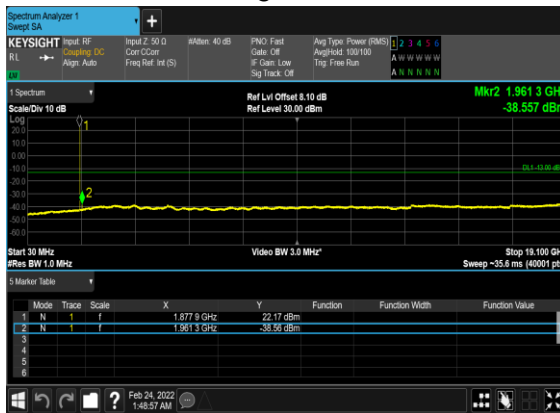 Spectrum Analyzer 1
Swept SA
KEYSIGHT
RL
Input: RF
Coupling: DC
Align: Auto
Input Z: 50 Ω
Corr CCorr
Freq Ref: Int (S)
#Atten: 40 dB
PNO: Fast
Gate: Off
IF Gain: Low
Sig Track: Off
Avg Type: Power (RMS)
Avg|Hold: 100/100
Trig: Free Run
1 2 3 4 5 6
A W W W W W
A N N N N N
1 Spectrum
Scale/Div 10 dB
Ref Lvl Offset 8.10 dB
Ref Level 30.00 dBm
Mkr2 1.961 3 GH
-38.557 dBr
Log
20.0
10.0
0.00
-10.0
-20.0
-30.0
-40.0
-50.0
-60.0
1
2
DL1 -13.00 dB
Start 30 MHz
#Res BW 1.0 MHz
Video BW 3.0 MHz*
Stop 19.100 GH
Sweep ~35.6 ms (40001 pt
5 Marker Table
Mode Trace Scale X Y Function Function Width Function Value
1 N 1 f 1.877 9 GHz 22.17 dBm
2 N 1 f 1.961 3 GHz -38.56 dBm
3
4
5
6
?
Feb 24, 2022
1:48:57 AM